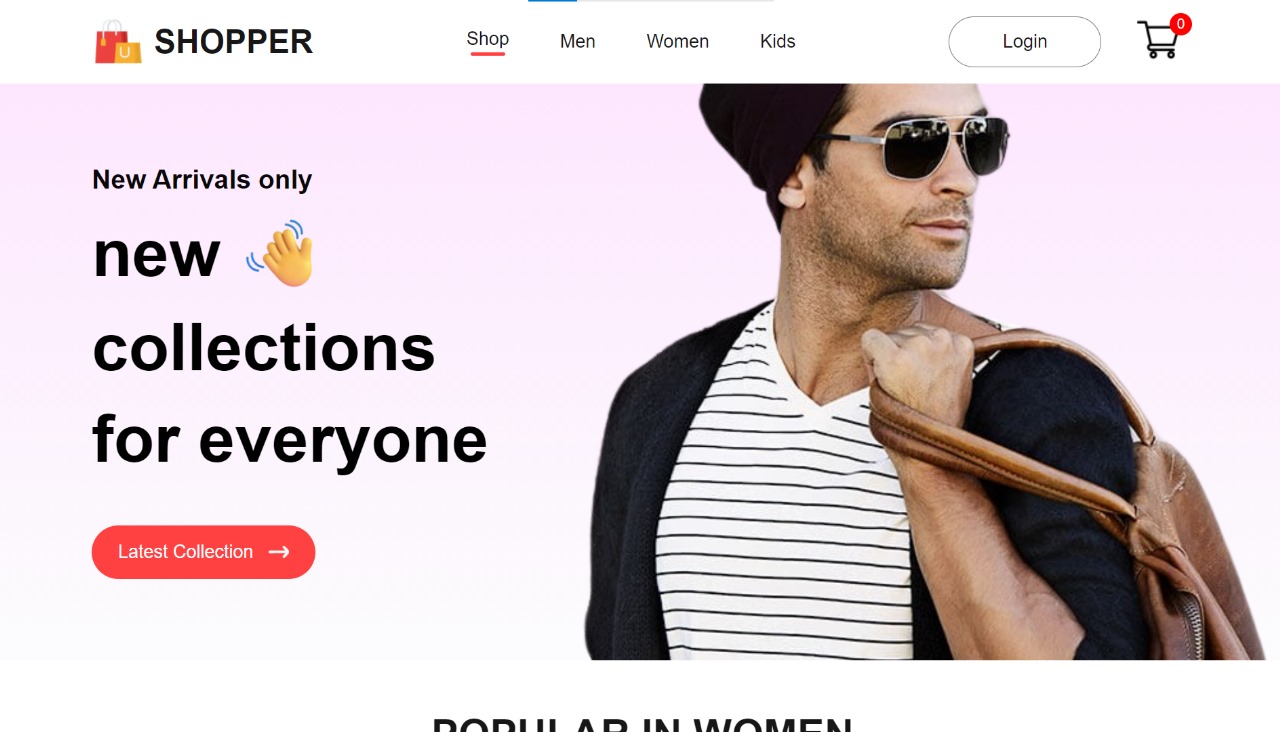 SHOPPER
Shop
Men
Women
Kids
Login
0
New Arrivals only
new
collections
for everyone
Latest Collection
POPULAR IN WOMEN